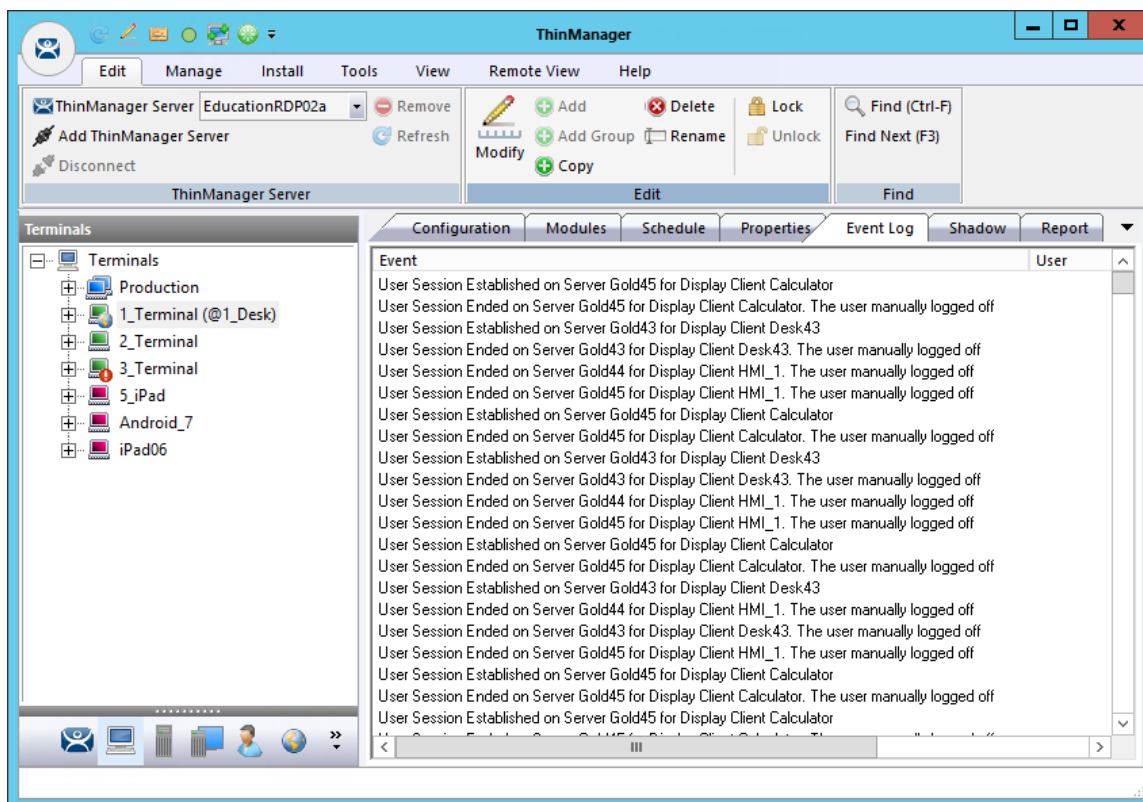 ThinManager
Edit Manage Install Tools View Remote View Help
ThinManager Server EducationRDP02a
Add ThinManager Server
Disconnect
Remove
Refresh
ThinManager Server
Modify
Add
Add Group
Copy
Delete
Rename
Lock
Unlock
Edit
Find (Ctrl-F)
Find Next (F3)
Find
Terminals
Terminals
Production
1_Terminal (@1_Desk)
2_Terminal
3_Terminal
5_iPad
Android_7
iPad06
Configuration Modules Schedule Properties Event Log Shadow Report
Event User
User Session Established on Server Gold45 for Display Client Calculator
User Session Ended on Server Gold45 for Display Client Calculator. The user manually logged off
User Session Established on Server Gold43 for Display Client Desk43
User Session Ended on Server Gold43 for Display Client Desk43. The user manually logged off
User Session Ended on Server Gold44 for Display Client HMI_1. The user manually logged off
User Session Ended on Server Gold45 for Display Client HMI_1. The user manually logged off
User Session Established on Server Gold45 for Display Client Calculator
User Session Ended on Server Gold45 for Display Client Calculator. The user manually logged off
User Session Established on Server Gold43 for Display Client Desk43
User Session Ended on Server Gold43 for Display Client Desk43. The user manually logged off
User Session Ended on Server Gold44 for Display Client HMI_1. The user manually logged off
User Session Ended on Server Gold45 for Display Client HMI_1. The user manually logged off
User Session Established on Server Gold45 for Display Client Calculator
User Session Ended on Server Gold45 for Display Client Calculator. The user manually logged off
User Session Established on Server Gold43 for Display Client Desk43
User Session Ended on Server Gold44 for Display Client HMI_1. The user manually logged off
User Session Ended on Server Gold43 for Display Client Desk43. The user manually logged off
User Session Ended on Server Gold45 for Display Client HMI_1. The user manually logged off
User Session Established on Server Gold45 for Display Client Calculator
User Session Ended on Server Gold45 for Display Client Calculator. The user manually logged off
User Session Established on Server Gold45 for Display Client Calculator